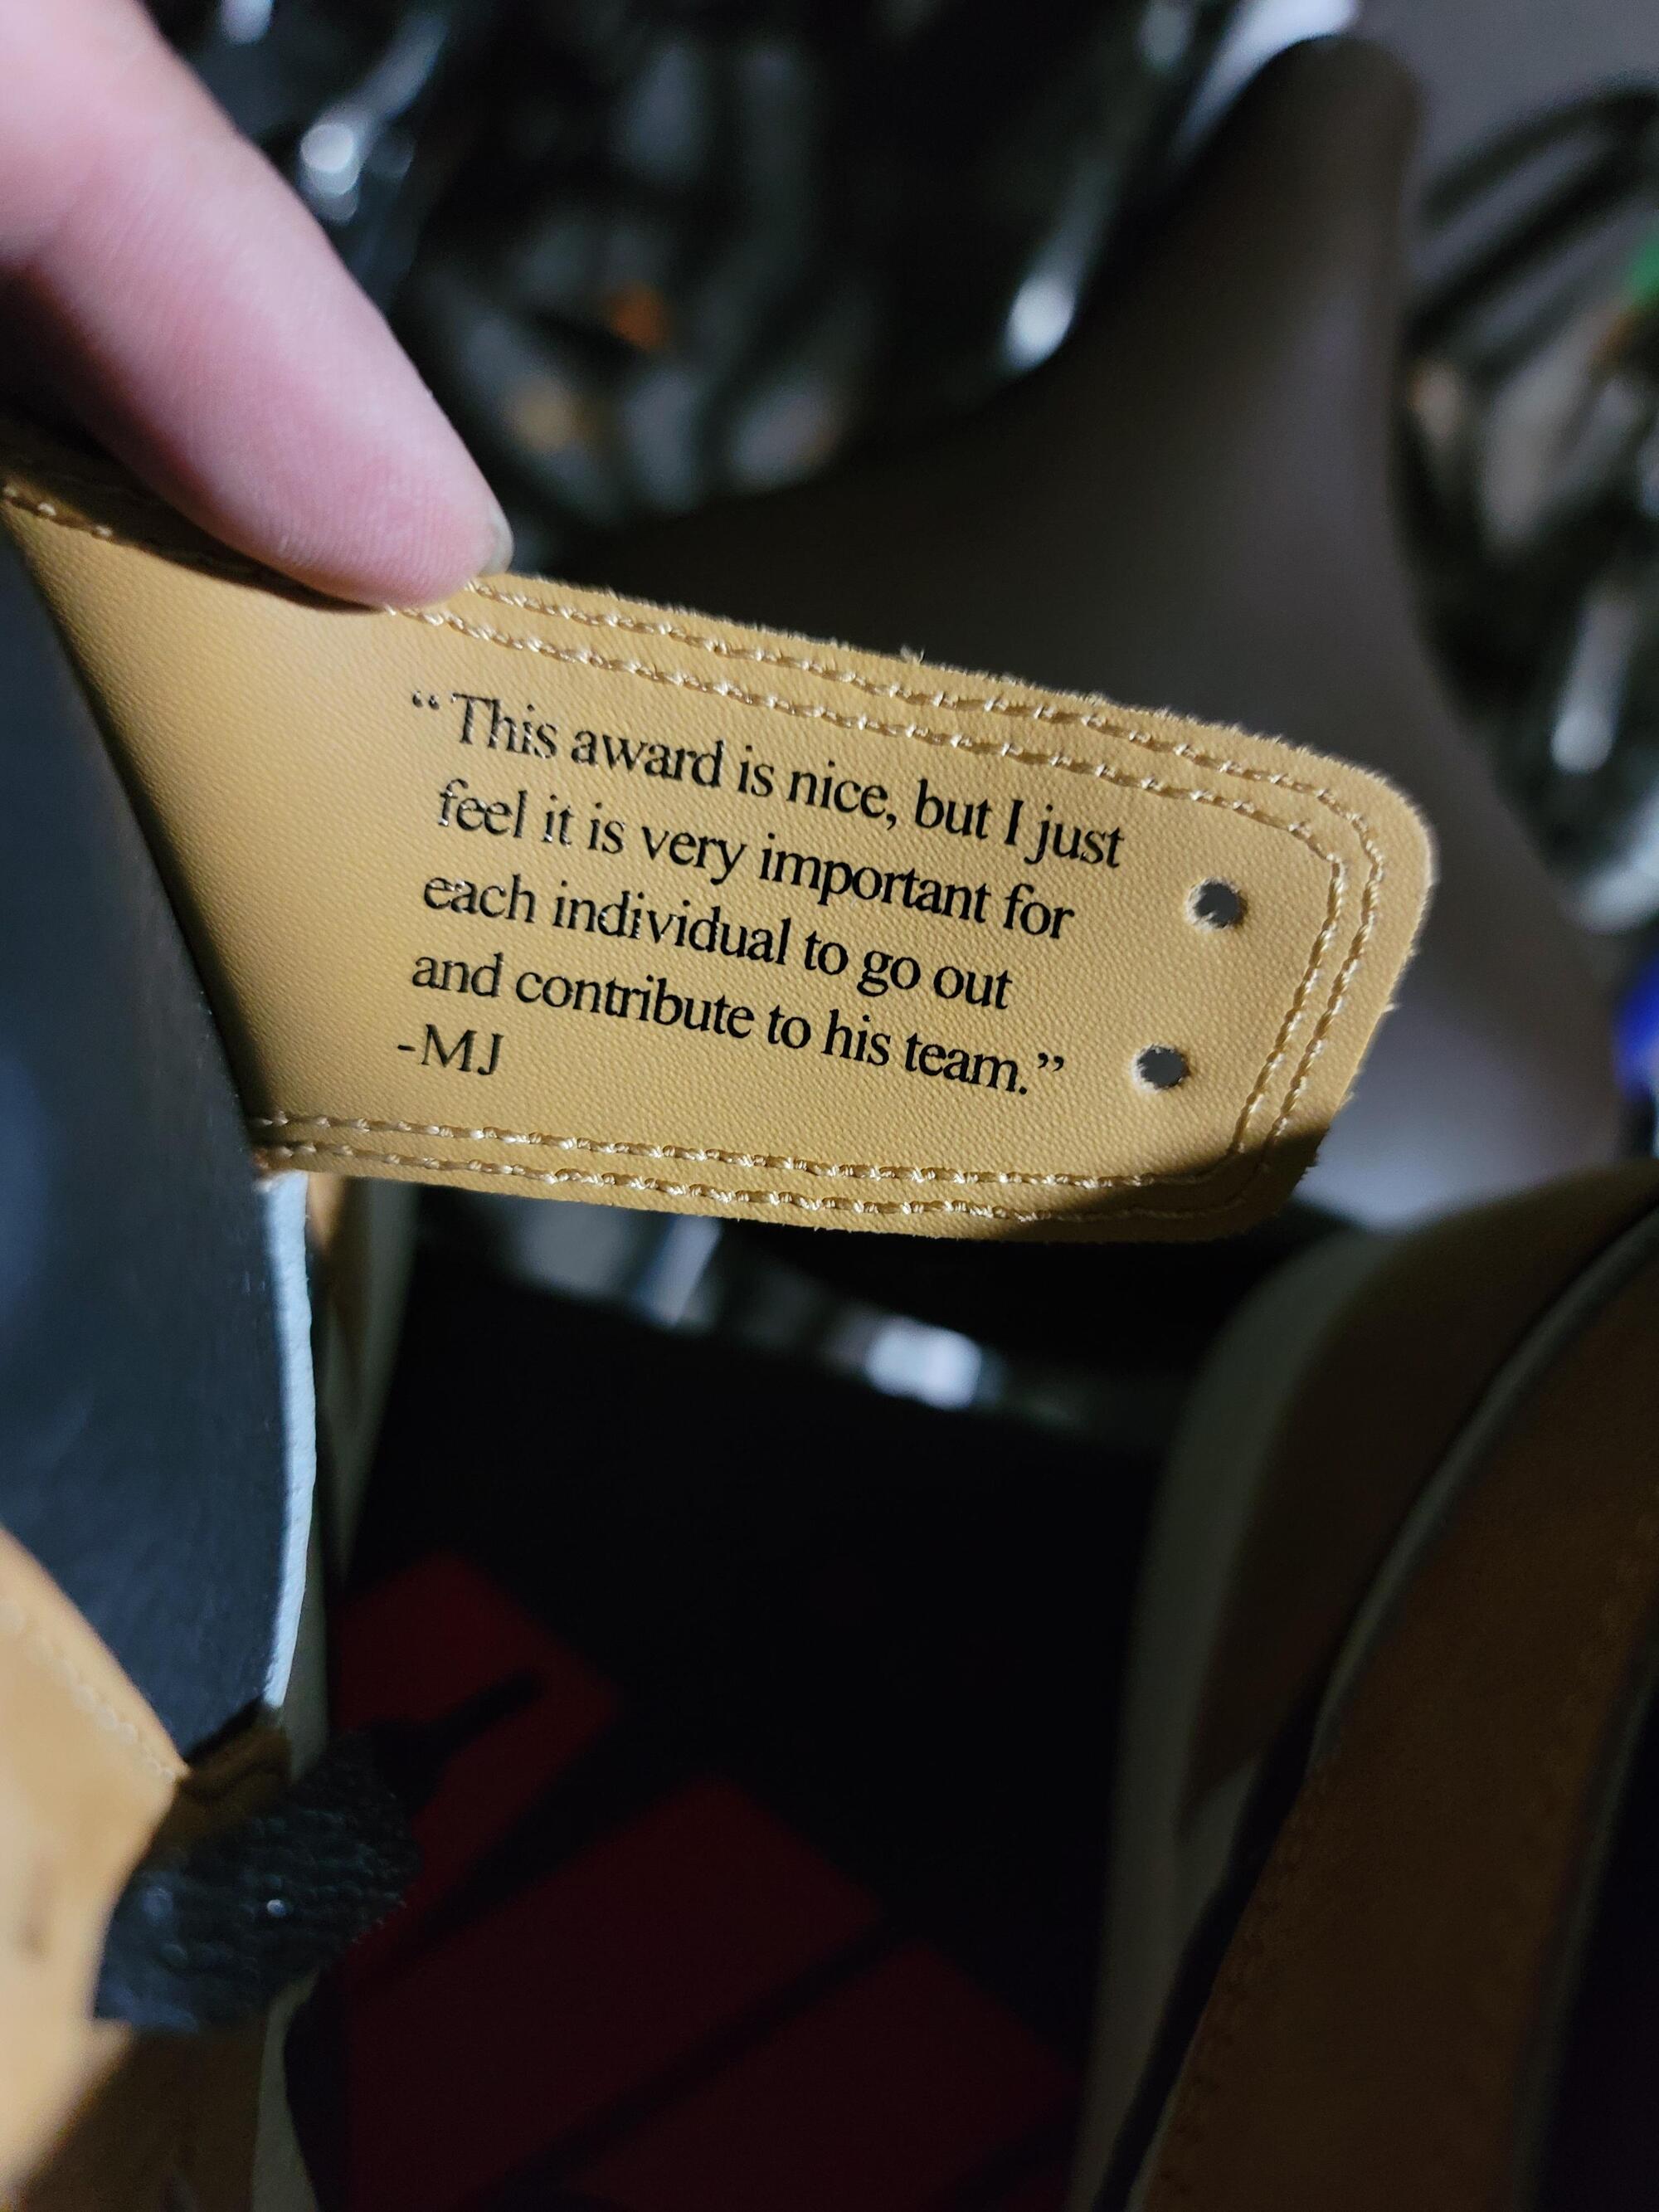 “This award is nice, but I just
feel it is very important for
each individual to go out
and contribute to his team.”
-MJ